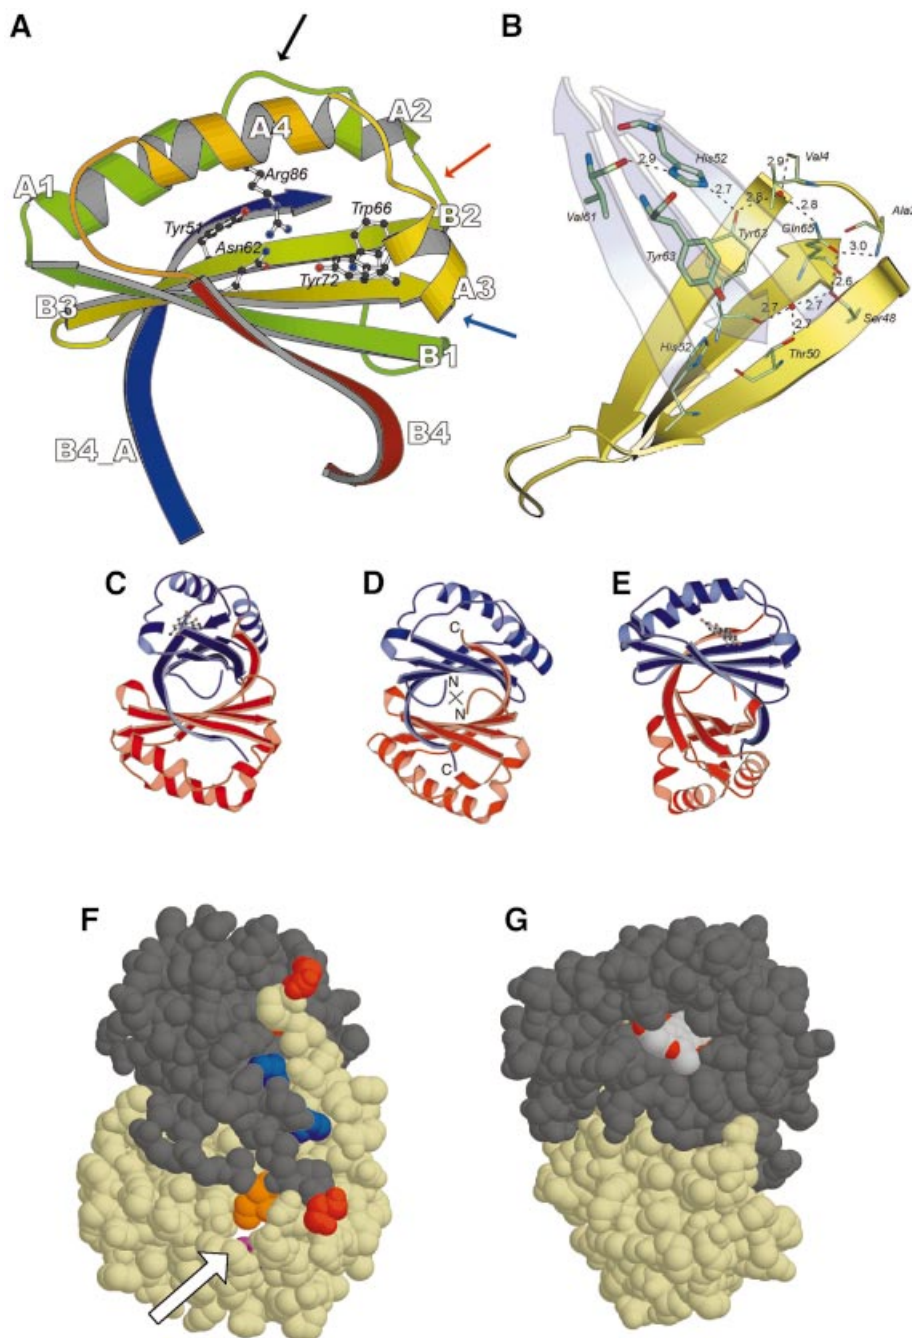 A
B
A4
A2
A1
Arg86
Trp66
B2
Tyr51
Asn62
Tyr72
A3
B3
B1
B4
B4_A
His52
Val4
2.9
2.9
2.7
2.8
2.8
Val61
Tyr63
Gln65
3.0
Tyr63
2.6
2.7
2.7
Ser48
2.7
His52
Thr50
C
D
E
C
N
N
C
F
G